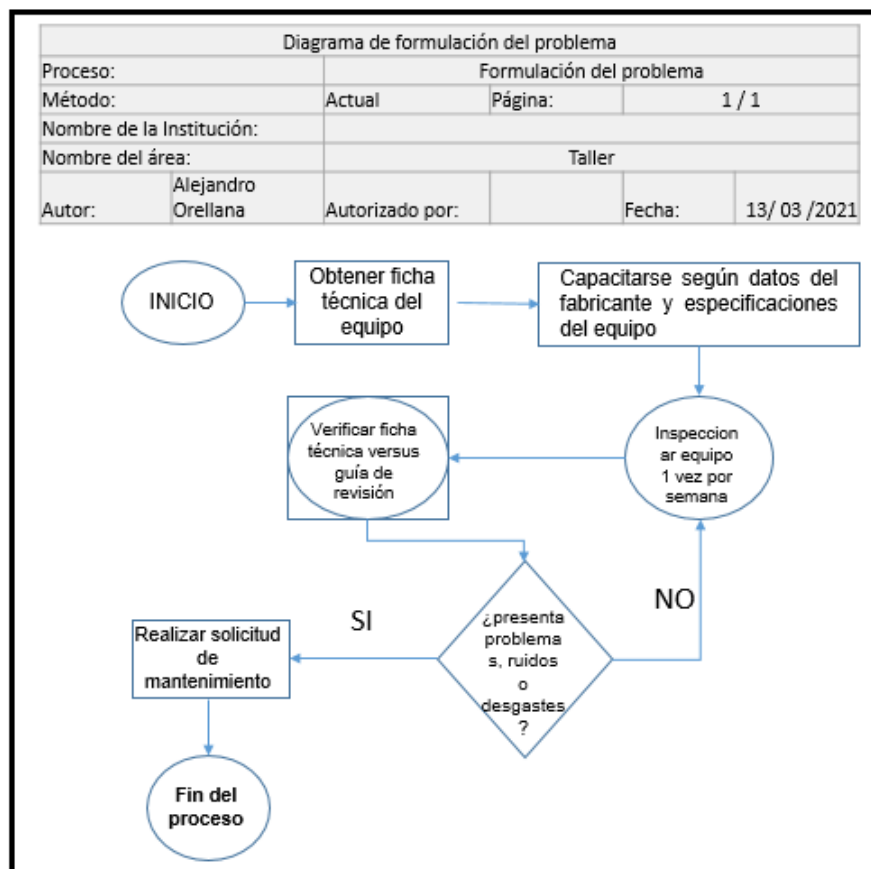 Diagrama de formulación del problema
Proces​o: Formulación del problema
Método: Actual Página: 1 / 1
Nombre de la Institución:
Nombre del área: Taller
Autor: Alejandro
Orellana Autorizado por: Fecha: 13/ 03 /2021
INICIO
Obtener ficha
técnica del
equipo
Capacitarse según datos del
fabricante y especificaciones
del equipo
Inspeccion
ar equipo
1 vez por
semana
Verificar ficha
técnica versus
guía de
revisión
¿presenta
problema
s, ruidos
o
desgastes
?
NO
SI
Realizar solicitud
de
mantenimiento
Fin del
proceso